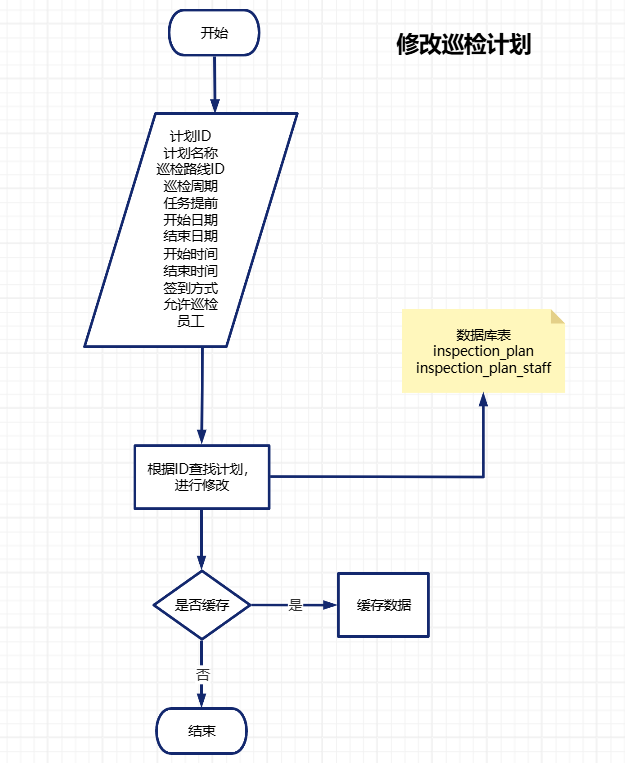 开始
修改巡检计划
计划ID
计划名称
巡检路线ID
巡检周期
任务提前
开始日期
结束日期
开始时间
结束时间
签到方式
允许巡检
员工
数据库表
inspection_plan
inspection_plan_staff
根据ID查找计划，
进行修改
是否缓存
是
缓存数据
否
结束